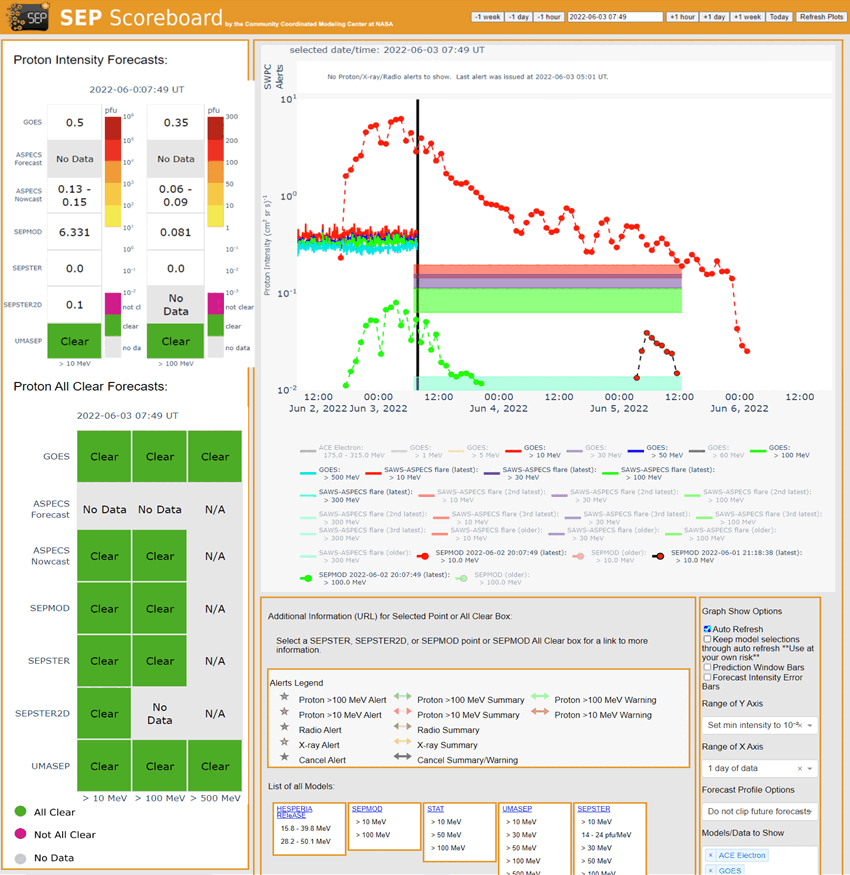 SEP
SEP Scoreboard by the Community Coordinated Modeling Center at NASA
-1 week -1 day -1 hour 2022-06-03 07:49 +1 hour +1 day +1 week Today Refresh Plots
Proton Intensity Forecasts:
2022-06-03 07:49 UT
pfu pfu
GOES 0.5 0.35
ASPECS Forecast No Data No Data
ASPECS Nowcast 0.13 - 0.15 0.06 - 0.09
SEPMOD 6.331 0.081
SEPSTER 0.0 0.0
SEPSTER2D 0.1 No Data
UMASEP Clear Clear
10¹
10⁰
10⁻¹
10⁻²
300
200
100
50
10
1
10⁻¹
10⁻²
10⁻³
not cl
clear
no da
not clear
clear
no data
> 10 MeV > 100 MeV
Proton All Clear Forecasts:
2022-06-03 07:49 UT
GOES Clear Clear Clear
ASPECS Forecast No Data No Data N/A
ASPECS Nowcast Clear Clear N/A
SEPMOD Clear Clear N/A
SEPSTER Clear Clear N/A
SEPSTER2D Clear No Data N/A
UMASEP Clear Clear Clear
> 10 MeV > 100 MeV > 500 MeV
All Clear
Not All Clear
No Data
selected date/time: 2022-06-03 07:49 UT
SWPC Alerts
No Proton/X-ray/Radio alerts to show. Last alert was issued at 2022-06-03 05:01 UT.
Proton Intensity (cm² sr s)⁻¹
10¹
10⁰
10⁻¹
10⁻²
12:00 00:00 12:00 00:00 12:00 00:00 12:00 00:00 12:00
Jun 2, 2022 Jun 3, 2022 Jun 4, 2022 Jun 5, 2022 Jun 6, 2022
ACE Electron: 175.0 - 315.0 MeV
GOES: > 1 MeV
GOES: > 5 MeV
GOES: > 10 MeV
GOES: > 30 MeV
GOES: > 50 MeV
GOES: > 60 MeV
GOES: > 100 MeV
GOES: > 500 MeV
SAWS-ASPECS flare (latest): > 10 MeV
SAWS-ASPECS flare (latest): > 30 MeV
SAWS-ASPECS flare (latest): > 100 MeV
SAWS-ASPECS flare (latest): > 300 MeV
SAWS-ASPECS flare (2nd latest): > 10 MeV
SAWS-ASPECS flare (2nd latest): > 30 MeV
SAWS-ASPECS flare (2nd latest): > 100 MeV
SAWS-ASPECS flare (2nd latest): > 300 MeV
SAWS-ASPECS flare (3rd latest): > 10 MeV
SAWS-ASPECS flare (3rd latest): > 30 MeV
SAWS-ASPECS flare (3rd latest): > 100 MeV
SAWS-ASPECS flare (3rd latest): > 300 MeV
SAWS-ASPECS flare (older): > 10 MeV
SAWS-ASPECS flare (older): > 30 MeV
SAWS-ASPECS flare (older): > 100 MeV
SAWS-ASPECS flare (older): > 300 MeV
SEPMOD 2022-06-02 20:07:49 (latest): > 10.0 MeV
SEPMOD (older): > 10.0 MeV
SEPMOD 2022-06-01 21:18:38 (latest): > 10.0 MeV
SEPMOD 2022-06-02 20:07:49 (latest): > 100.0 MeV
SEPMOD (older): > 100.0 MeV
Additional Information (URL) for Selected Point or All Clear Box:
Select a SEPSTER, SEPSTER2D, or SEPMOD point or SEPMOD All Clear box for a link to more
information.
Alerts Legend
Proton >100 MeV Alert Proton >100 MeV Summary Proton >100 MeV Warning
Proton >10 MeV Alert Proton >10 MeV Summary Proton >10 MeV Warning
Radio Alert Radio Summary
X-ray Alert X-ray Summary
Cancel Alert Cancel Summary/Warning
List of all Models:
HESPERIA RElEASE
15.8 - 39.8 MeV
28.2 - 50.1 MeV
SEPMOD
> 10 MeV
> 100 MeV
STAT
> 10 MeV
> 50 MeV
> 100 MeV
UMASEP
> 10 MeV
> 30 MeV
> 50 MeV
> 100 MeV
> 500 MeV
SEPSTER
> 10 MeV
14 - 24 pfu/MeV
> 30 MeV
> 50 MeV
> 100 MeV
Graph Show Options
Auto Refresh
Keep model selections
through auto refresh **Use at
your own risk**
Prediction Window Bars
Forecast Intensity Error
Bars
Range of Y Axis
Set min intensity to 10⁻²
Range of X Axis
1 day of data
Forecast Profile Options
Do not clip future forecasts
Models/Data to Show
× ACE Electron
× GOES